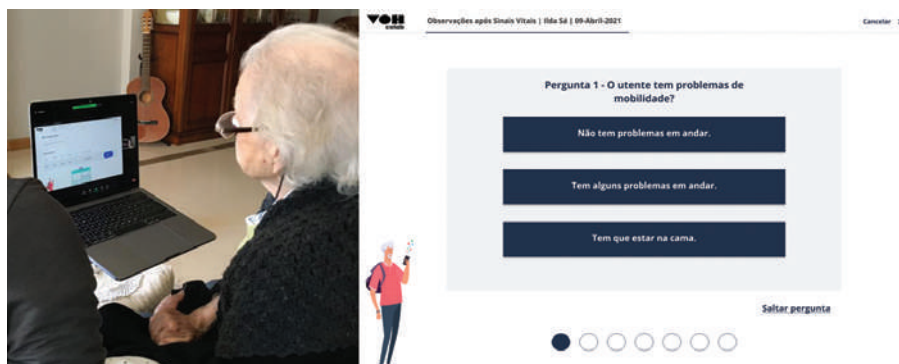 VOH
Observações após Sinais Vitais | Ilda Sá | 09-Abril-2021
Cancelar
Pergunta 1 - O utente tem problemas de
mobilidade?
Não tem problemas em andar.
Tem alguns problemas em andar.
Tem que estar na cama.
Saltar pergunta